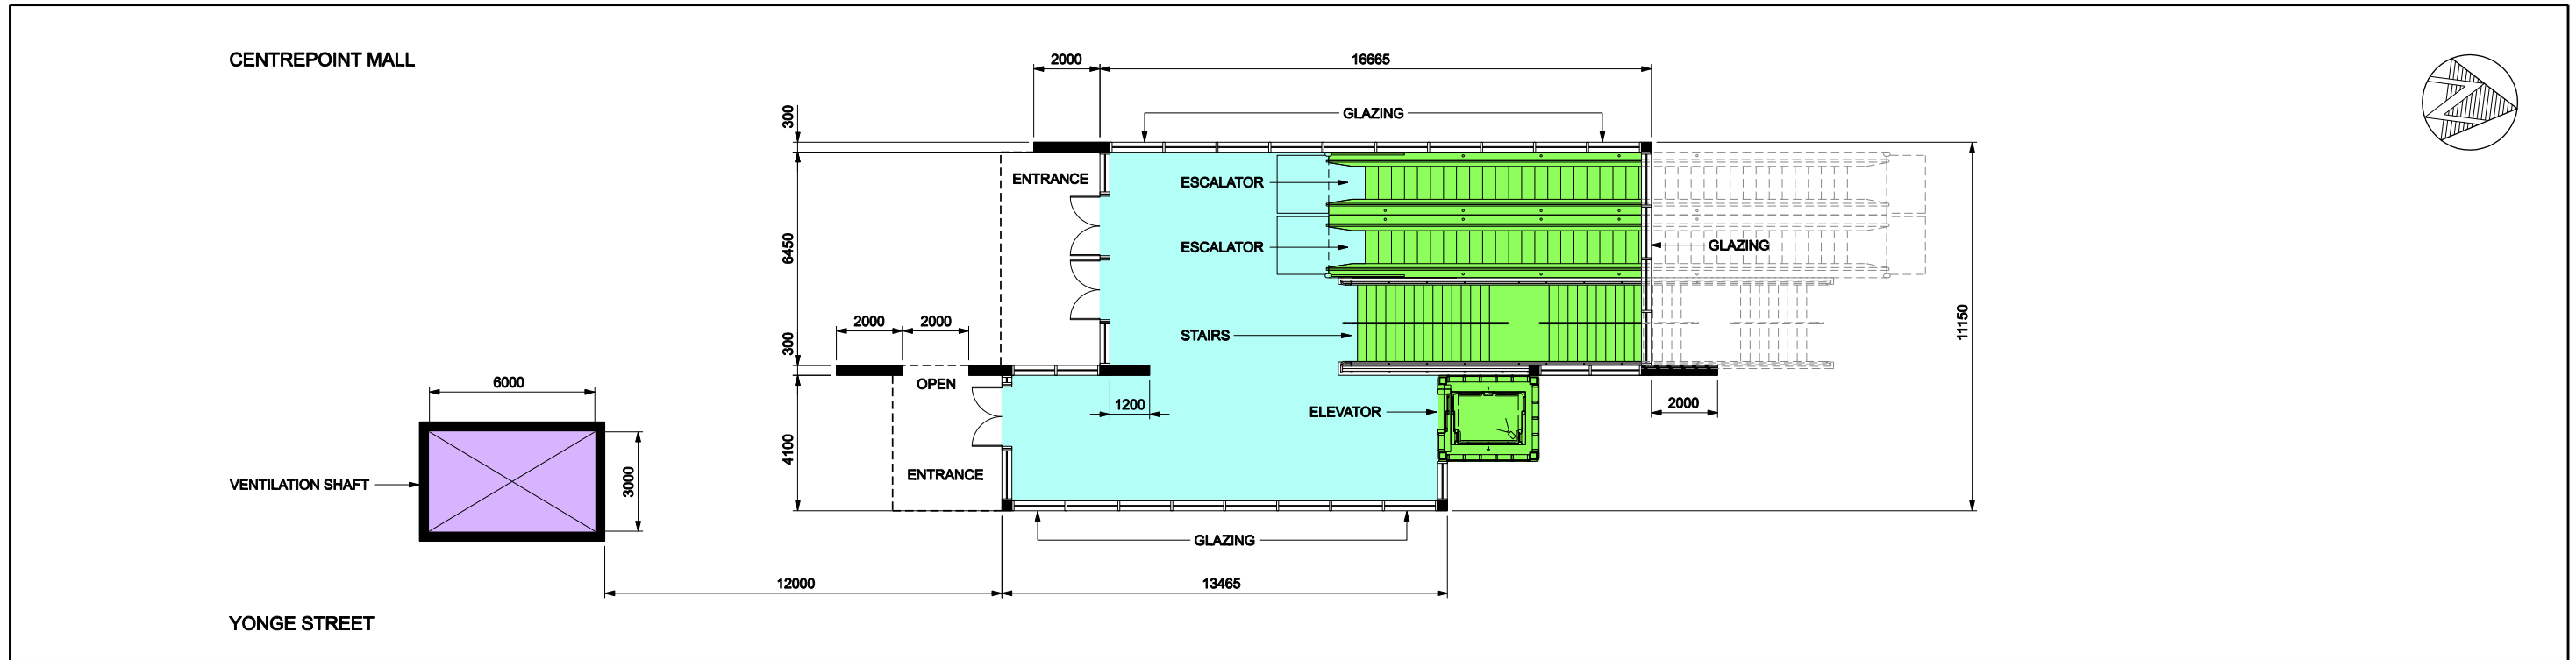 CENTREPOINT MALL
2000
16665
GLAZING
300
ENTRANCE
ESCALATOR
6450
ESCALATOR
GLAZING
11150
2000
2000
300
STAIRS
OPEN
6000
1200
ELEVATOR
2000
4100
ENTRANCE
3000
VENTILATION SHAFT
GLAZING
12000
13465
YONGE STREET